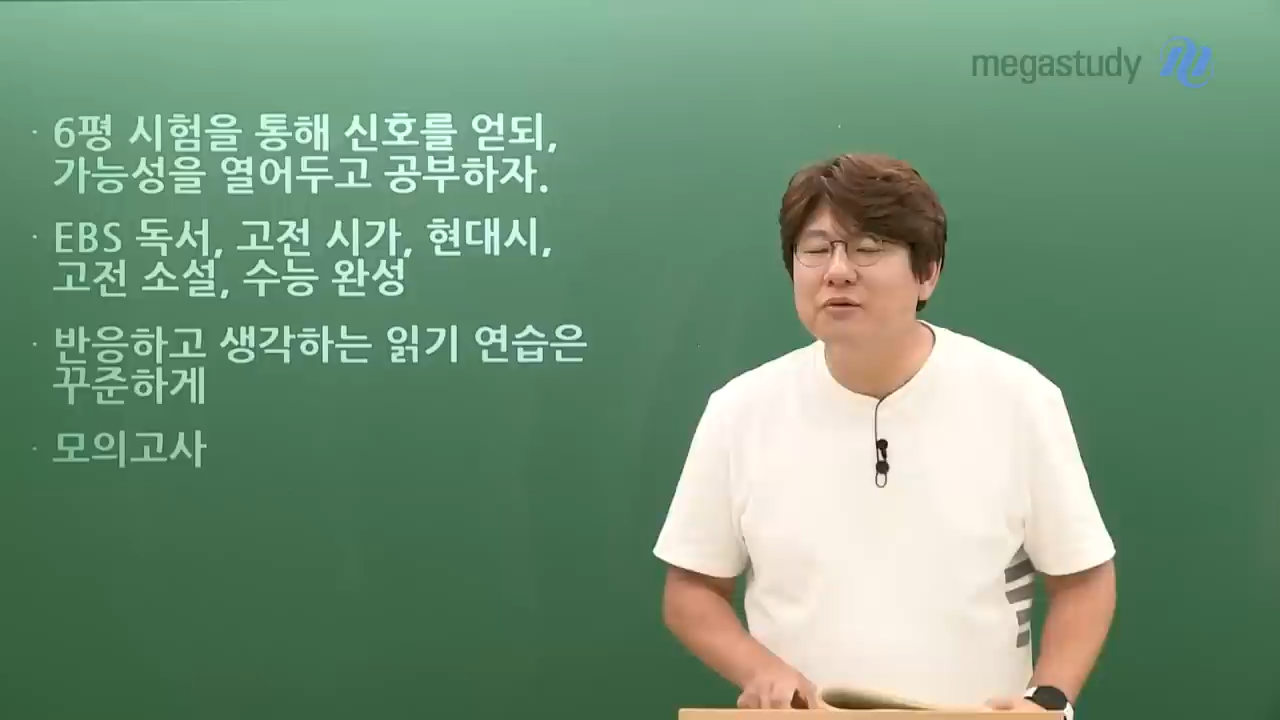 megastudy
· 6평 시험을 통해 신호를 얻되,
가능성을 열어두고 공부하자.
· EBS 독서, 고전 시가, 현대시,
고전 소설, 수능 완성
· 반응하고 생각하는 읽기 연습은
꾸준하게
· 모의고사